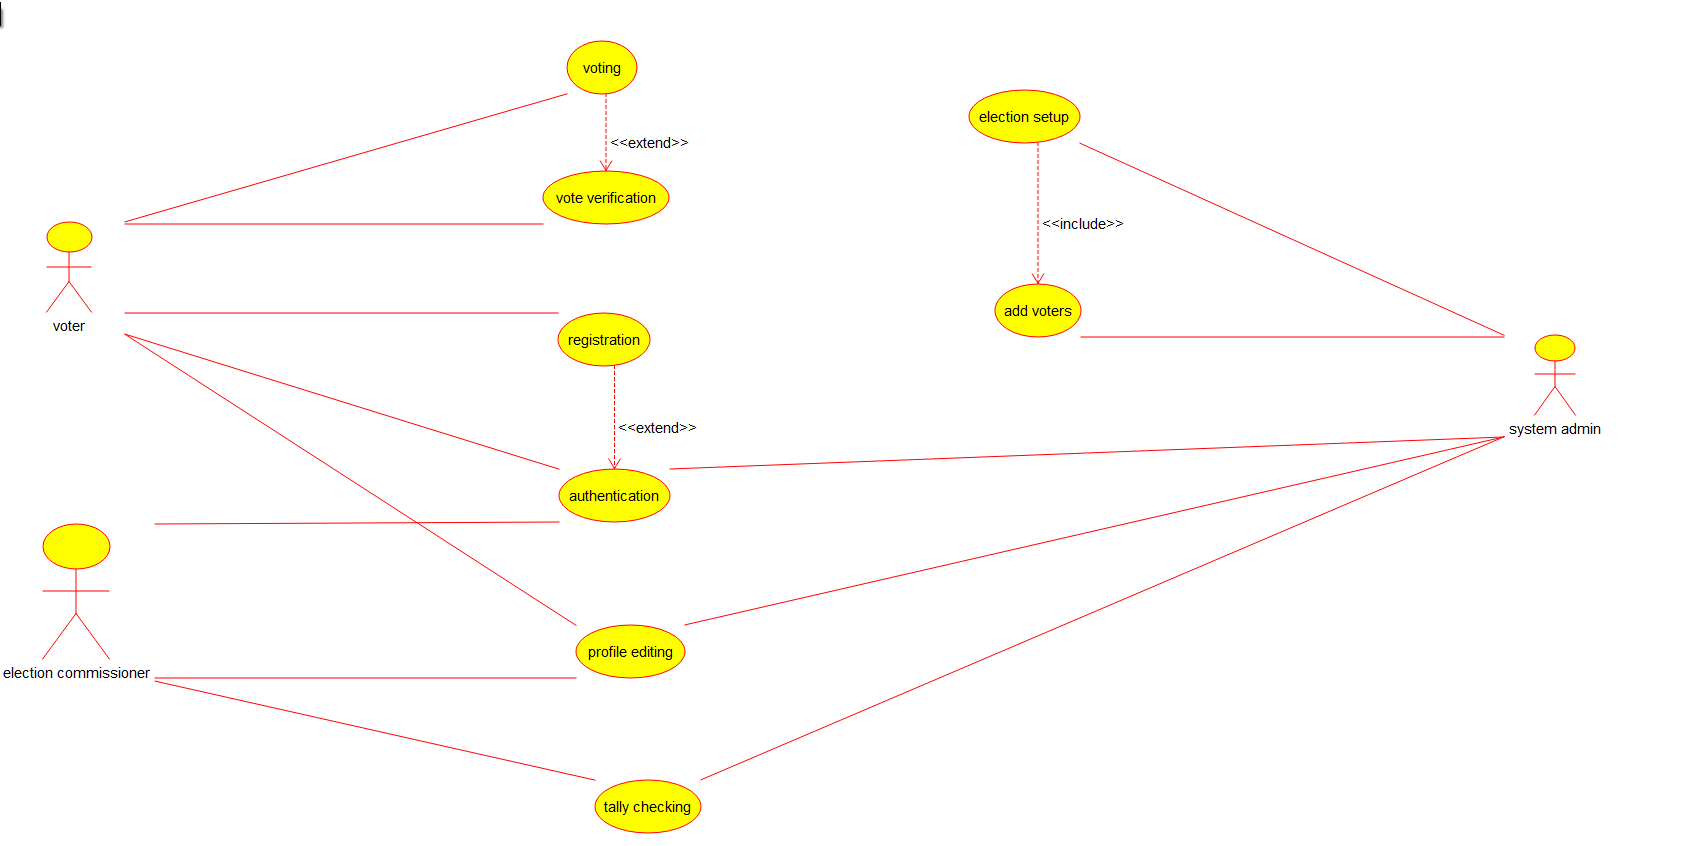 voting
<<extend>>
vote verification
election setup
<<include>>
add voters
voter
registration
<<extend>>
authentication
system admin
election commissioner
profile editing
tally checking